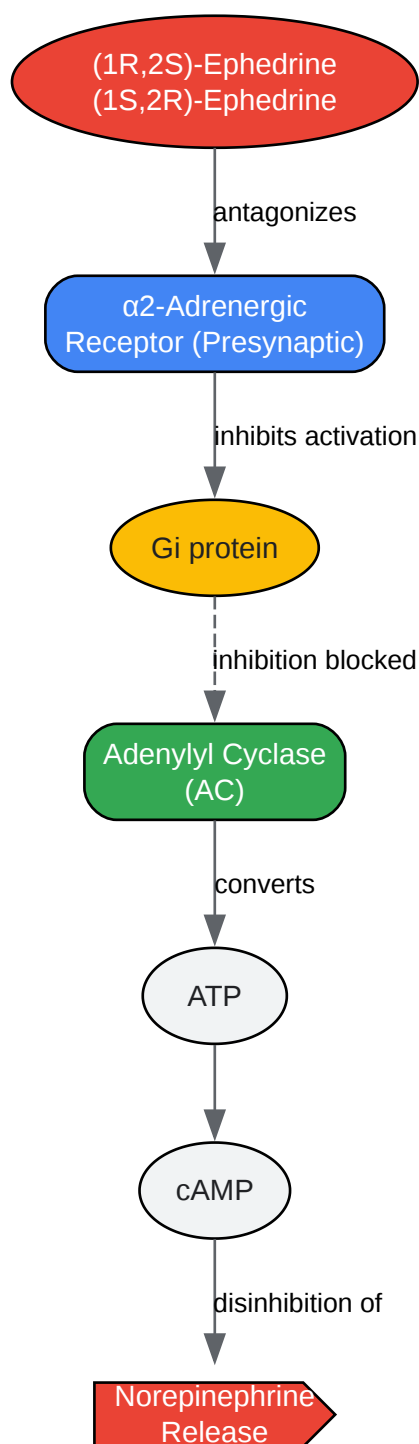 (1R,2S)-Ephedrine
(1S,2R)-Ephedrine
antagonizes
α2-Adrenergic
Receptor (Presynaptic)
inhibits activation
Gi protein
inhibition blocked
Adenylyl Cyclase
(AC)
converts
ATP
cAMP
disinhibition of
Norepinephrine
Release